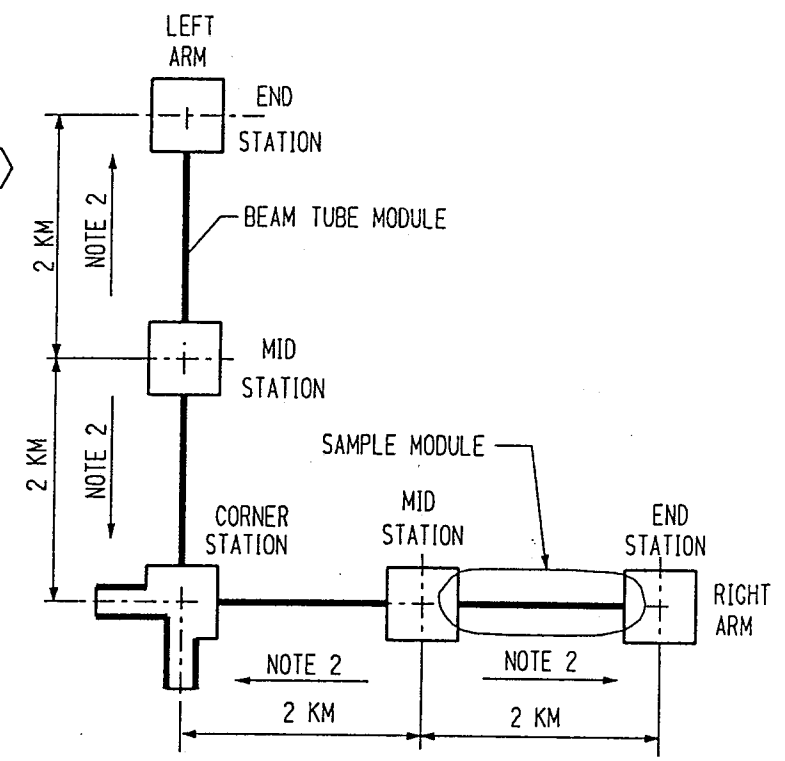 LEFT
ARM
END
STATION
NOTE 2
BEAM TUBE MODULE
2 KM
MID
STATION
NOTE 2
2 KM
SAMPLE MODULE
CORNER
STATION
MID
STATION
END
STATION
RIGHT
ARM
NOTE 2
NOTE 2
2 KM
2 KM